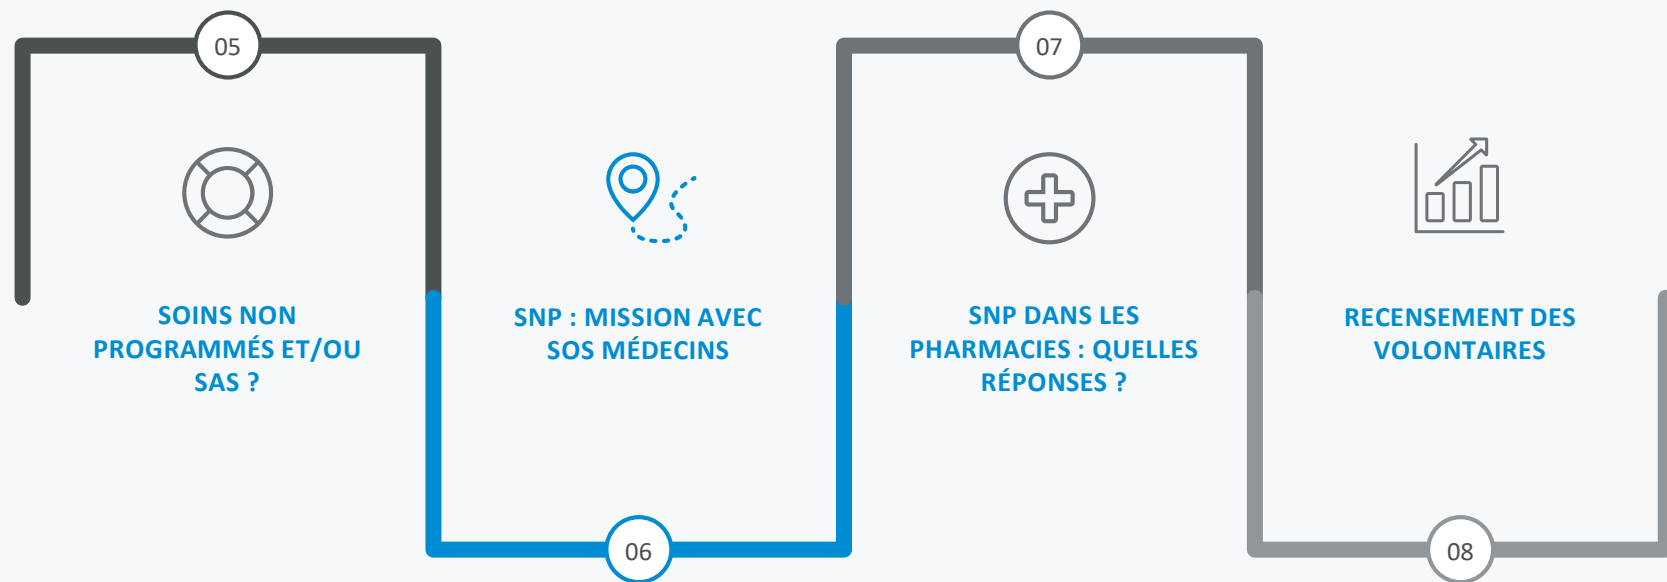 05
SOINS NON
PROGRAMMÉS ET/OU
SAS ?
SNP : MISSION AVEC
SOS MÉDECINS
06
07
SNP DANS LES
PHARMACIES : QUELLES
RÉPONSES ?
RECENSEMENT DES
VOLONTAIRES
08